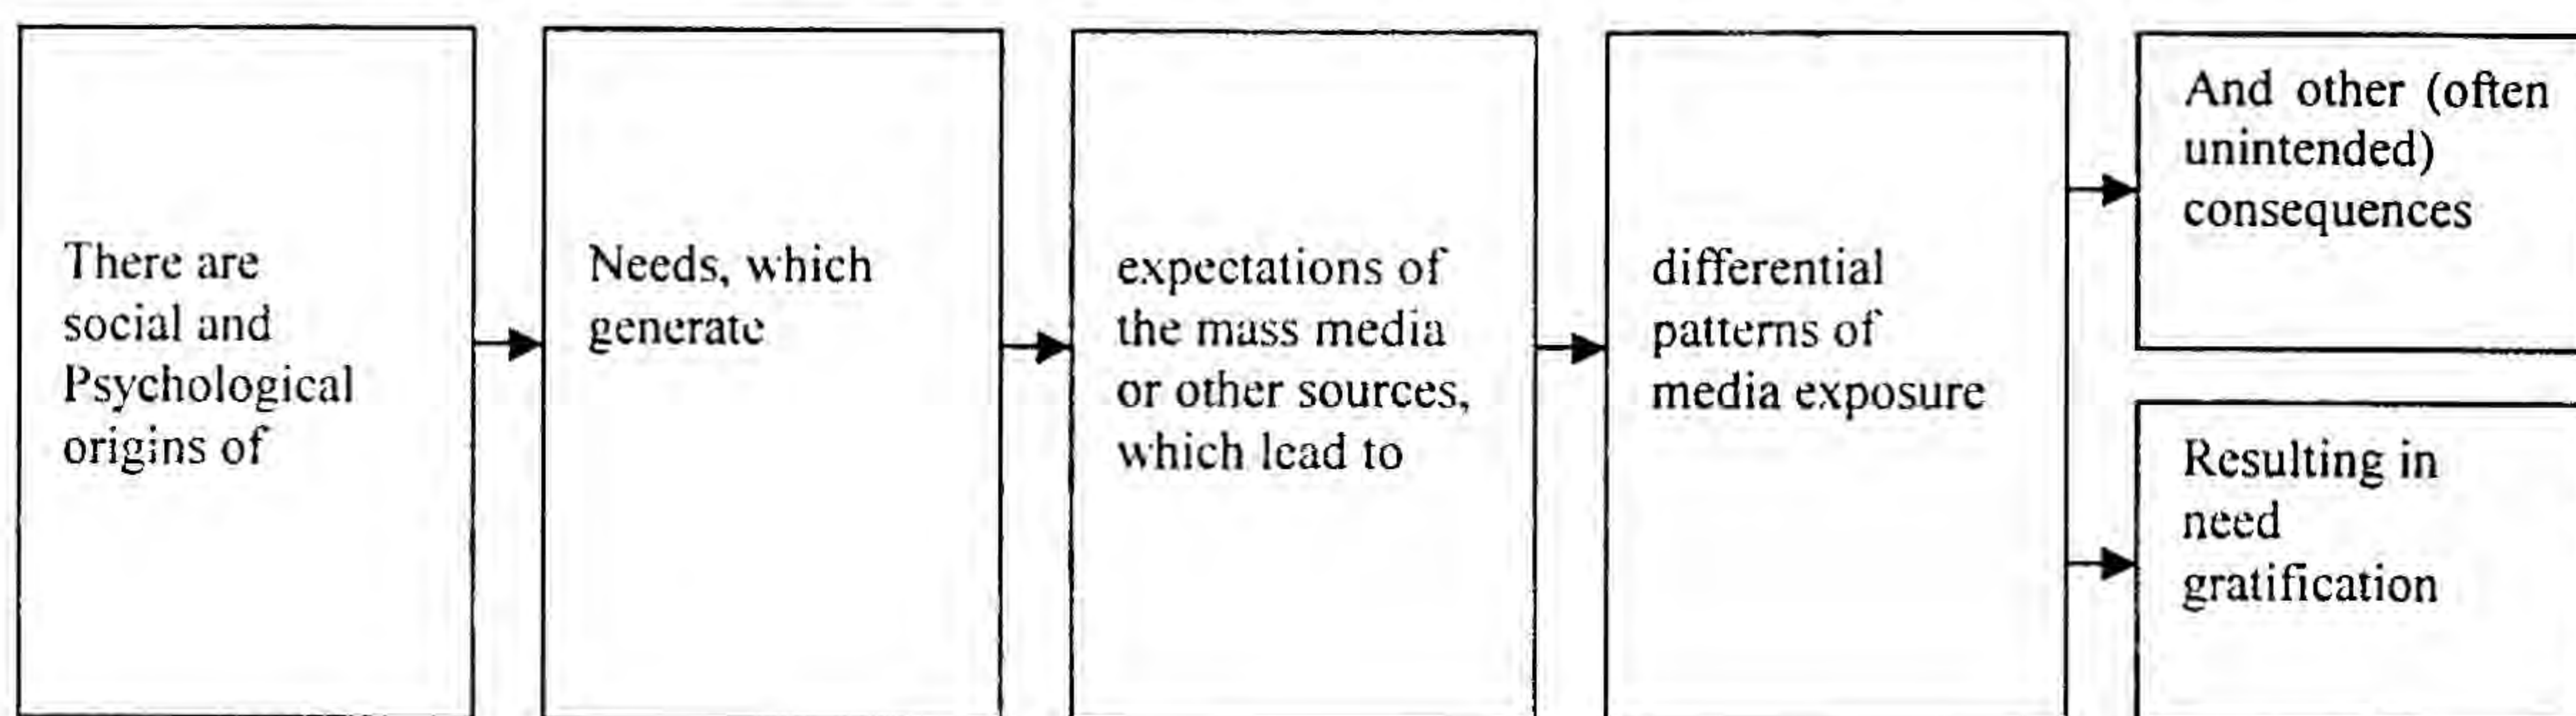 There are
social and
Psychological
origins of
Needs, which
generate
expectations of
the mass media
or other sources,
which lead to
differential
patterns of
media exposure
And other (often
unintended)
consequences
Resulting in
need
gratification